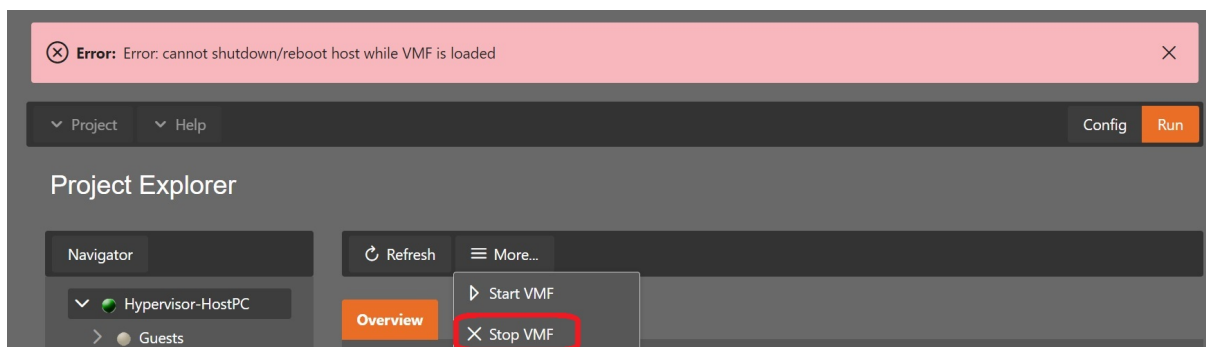 Error: Error: cannot shutdown/reboot host while VMF is loaded
Project Help Config Run
Project Explorer
Navigator Refresh More...
Hypervisor-HostPC Start VMF
Overview
Guests Stop VMF